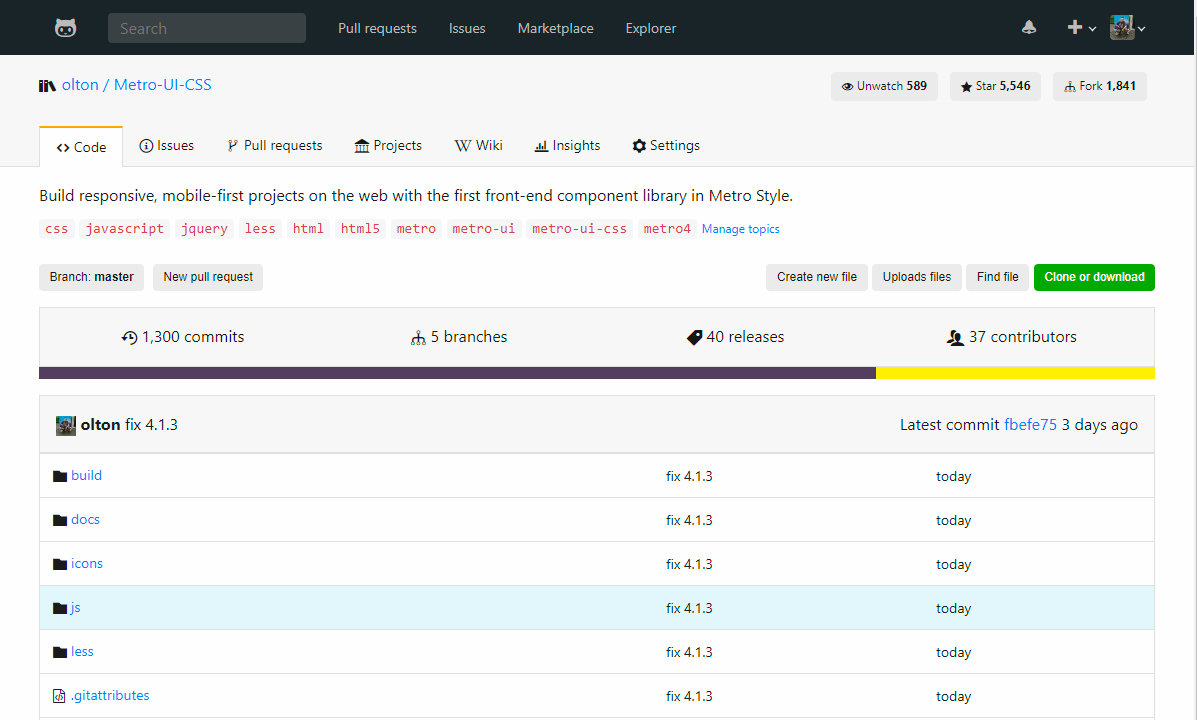 Search Pull requests Issues Marketplace Explorer
olton / Metro-UI-CSS Unwatch 589 Star 5,546 Fork 1,841
Code Issues Pull requests Projects Wiki Insights Settings
Build responsive, mobile-first projects on the web with the first front-end component library in Metro Style.
css javascript jquery less html html5 metro metro-ui metro-ui-css metro4 Manage topics
Branch: master New pull request Create new file Uploads files Find file Clone or download
1,300 commits 5 branches 40 releases 37 contributors
olton fix 4.1.3 Latest commit fbefe75 3 days ago
build fix 4.1.3 today
docs fix 4.1.3 today
icons fix 4.1.3 today
js fix 4.1.3 today
less fix 4.1.3 today
.gitattributes fix 4.1.3 today